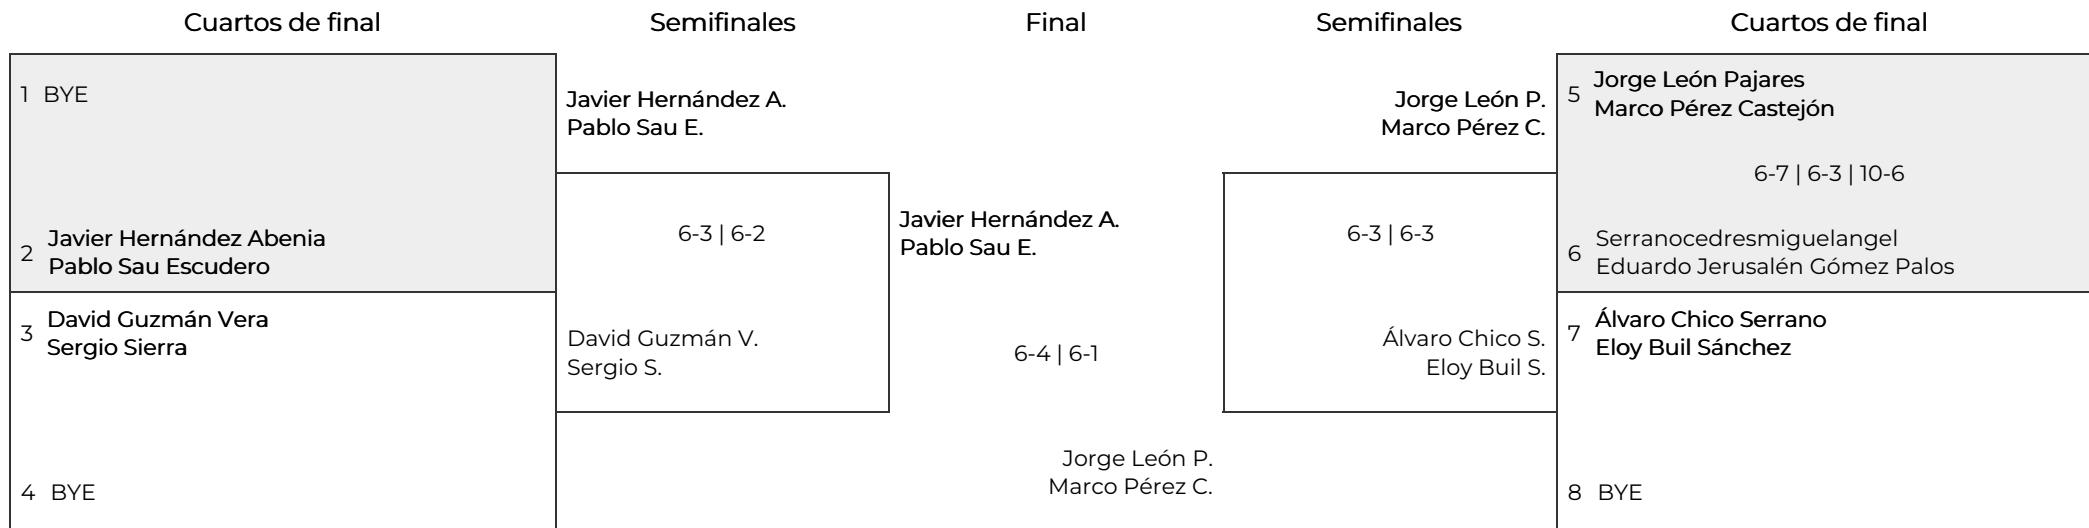 Cuartos de final
Semifinales
Final
Semifinales
Cuartos de final
1 BYE
2 Javier Hernández Abenia
Pablo Sau Escudero
3 David Guzmán Vera
Sergio Sierra
4 BYE
Javier Hernández A.
Pablo Sau E.
6-3 | 6-2
David Guzmán V.
Sergio S.
Javier Hernández A.
Pablo Sau E.
6-4 | 6-1
Jorge León P.
Marco Pérez C.
Jorge León P.
Marco Pérez C.
6-3 | 6-3
Álvaro Chico S.
Eloy Buil S.
5 Jorge León Pajares
Marco Pérez Castejón
6-7 | 6-3 | 10-6
6 Serranocedresmiguelangel
Eduardo Jerusalén Gómez Palos
7 Álvaro Chico Serrano
Eloy Buil Sánchez
8 BYE